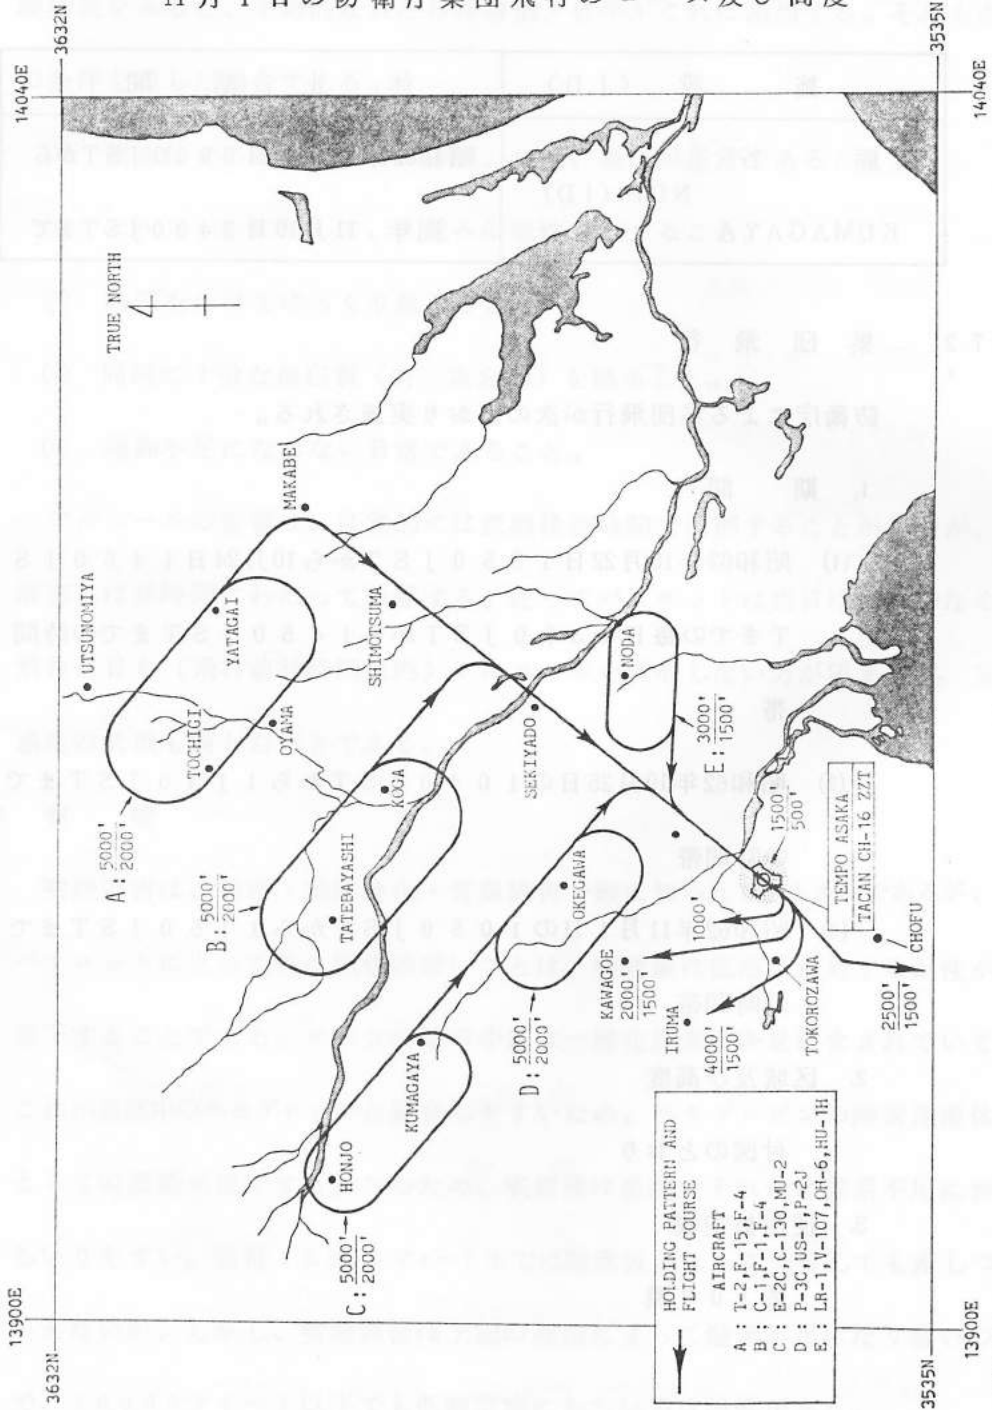 11月1日の防衛庁集団飛行のコース及び高度
3632N
3535N
14040E
14040E
TRUE NORTH
UTSUNOMIYA
MAKABE
YATAGAI
TOCHIGI
OYAMA
SHIMOTSUMA
A: 5000'
2000'
KOGA
SEKIYADO
NODA
B: 5000'
2000'
TATEBAYASHI
E: 3000'
1500'
OKEGAWA
D: 5000'
2000'
KUMAGAYA
HONJO
C: 5000'
2000'
1500'
500'
TEMPO ASAKA
TACAN CH-16 ZZT
1000'
KAWAGOE
2000'
1500'
IRUMA
4000'
1500'
TOKOROZAWA
CHOFU
2500'
1500'
HOLDING PATTERN AND
FLIGHT COURSE
AIRCRAFT
A : T-2,F-15,F-4
B : C-1,F-1,F-4
C : E-2C,C-130,MU-2
D : P-3C,US-1,P-2J
E : LR-1,V-107,OH-6,HU-1H
13900E
13900E
3632N
3535N